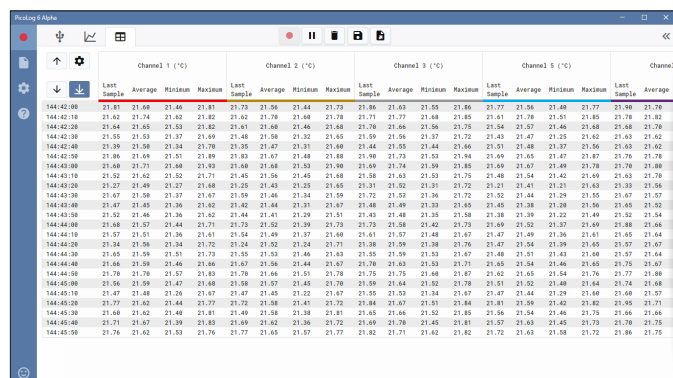 PicoLog 6 Alpha
Channel 1 (°C) Channel 2 (°C) Channel 3 (°C) Channel 5 (°C) Channel
Last Sample Average Minimum Maximum Last Sample Average Minimum Maximum Last Sample Average Minimum Maximum Last Sample Average Minimum Maximum Last Sample Average
144:42:00 21.81 21.68 21.46 21.81 21.73 21.56 21.44 21.73 21.86 21.63 21.55 21.86 21.77 21.56 21.48 21.77 21.90 21.70
144:42:10 21.62 21.74 21.62 21.82 21.62 21.70 21.60 21.78 21.71 21.77 21.68 21.85 21.61 21.70 21.51 21.85 21.78 21.82
144:42:20 21.64 21.65 21.53 21.82 21.61 21.60 21.46 21.68 21.70 21.66 21.56 21.75 21.54 21.57 21.46 21.68 21.68 21.70
144:42:30 21.55 21.53 21.37 21.69 21.48 21.50 21.32 21.65 21.59 21.56 21.37 21.72 21.43 21.47 21.25 21.62 21.63 21.62
144:42:40 21.39 21.50 21.34 21.70 21.35 21.47 21.31 21.60 21.44 21.55 21.44 21.66 21.51 21.48 21.37 21.56 21.63 21.62
144:42:50 21.86 21.69 21.51 21.89 21.83 21.67 21.48 21.88 21.90 21.73 21.53 21.94 21.69 21.65 21.47 21.87 21.76 21.78
144:43:00 21.60 21.71 21.60 21.93 21.60 21.68 21.53 21.90 21.69 21.74 21.59 21.85 21.69 21.67 21.49 21.78 21.70 21.80
144:43:10 21.52 21.62 21.52 21.71 21.45 21.56 21.45 21.68 21.58 21.63 21.53 21.75 21.48 21.54 21.42 21.69 21.63 21.70
144:43:20 21.27 21.49 21.27 21.68 21.25 21.43 21.25 21.65 21.31 21.52 21.31 21.72 21.21 21.41 21.21 21.63 21.33 21.56
144:43:30 21.67 21.50 21.37 21.67 21.59 21.46 21.34 21.59 21.72 21.53 21.36 21.72 21.52 21.44 21.29 21.55 21.67 21.57
144:43:40 21.47 21.45 21.36 21.62 21.42 21.44 21.31 21.67 21.48 21.49 21.33 21.65 21.45 21.38 21.28 21.56 21.65 21.52
144:43:50 21.52 21.46 21.36 21.62 21.44 21.41 21.29 21.51 21.43 21.48 21.35 21.58 21.38 21.39 21.22 21.49 21.52 21.54
144:44:00 21.68 21.57 21.44 21.71 21.73 21.52 21.39 21.73 21.73 21.58 21.42 21.73 21.69 21.52 21.37 21.69 21.88 21.66
144:44:10 21.57 21.51 21.36 21.61 21.54 21.49 21.37 21.60 21.61 21.57 21.48 21.67 21.47 21.49 21.36 21.61 21.65 21.64
144:44:20 21.34 21.56 21.34 21.72 21.24 21.52 21.24 21.71 21.38 21.59 21.38 21.76 21.47 21.54 21.39 21.65 21.57 21.67
144:44:30 21.65 21.59 21.51 21.73 21.55 21.53 21.46 21.63 21.55 21.59 21.53 21.67 21.48 21.51 21.43 21.60 21.57 21.64
144:44:40 21.66 21.59 21.46 21.66 21.67 21.56 21.44 21.67 21.70 21.63 21.53 21.71 21.65 21.54 21.46 21.65 21.75 21.67
144:44:50 21.70 21.70 21.57 21.83 21.70 21.66 21.51 21.78 21.75 21.75 21.60 21.87 21.62 21.65 21.54 21.76 21.77 21.80
144:45:00 21.56 21.59 21.47 21.68 21.58 21.57 21.45 21.70 21.59 21.64 21.52 21.78 21.51 21.52 21.40 21.64 21.74 21.68
144:45:10 21.47 21.48 21.26 21.67 21.47 21.45 21.22 21.67 21.55 21.53 21.34 21.67 21.47 21.44 21.29 21.60 21.60 21.57
144:45:20 21.77 21.62 21.44 21.77 21.72 21.58 21.41 21.72 21.84 21.67 21.51 21.84 21.81 21.59 21.42 21.82 21.95 21.71
144:45:30 21.60 21.62 21.40 21.81 21.49 21.58 21.38 21.81 21.65 21.66 21.52 21.85 21.56 21.54 21.46 21.75 21.66 21.66
144:45:40 21.71 21.67 21.39 21.83 21.69 21.62 21.36 21.72 21.69 21.70 21.45 21.81 21.57 21.63 21.45 21.73 21.70 21.75
144:45:50 21.76 21.62 21.53 21.76 21.77 21.65 21.57 21.77 21.82 21.71 21.62 21.82 21.72 21.63 21.58 21.72 21.86 21.75